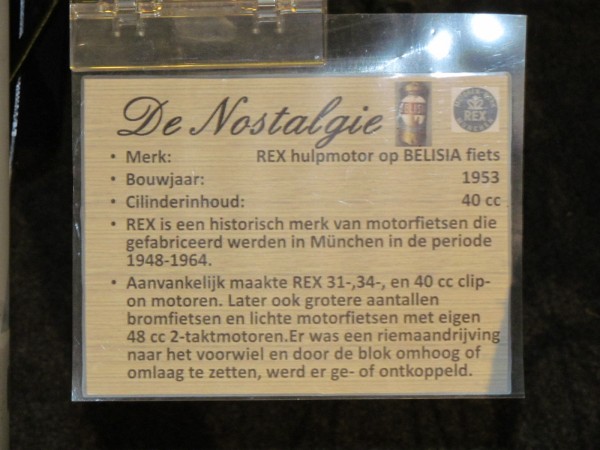 De Nostalgie
REX
• Merk: REX hulpmotor op BELISIA fiets
• Bouwjaar: 1953
• Cilinderinhoud: 40 cc
• REX is een historisch merk van motorfietsen die
gefabriceerd werden in München in de periode
1948-1964.
• Aanvankelijk maakte REX 31-,34-, en 40 cc clip-
on motoren. Later ook grotere aantallen
bromfietsen en lichte motorfietsen met eigen
48 cc 2-taktmotoren.Er was een riemaandrijving
naar het voorwiel en door de blok omhoog of
omlaag te zetten, werd er ge- of ontkoppeld.